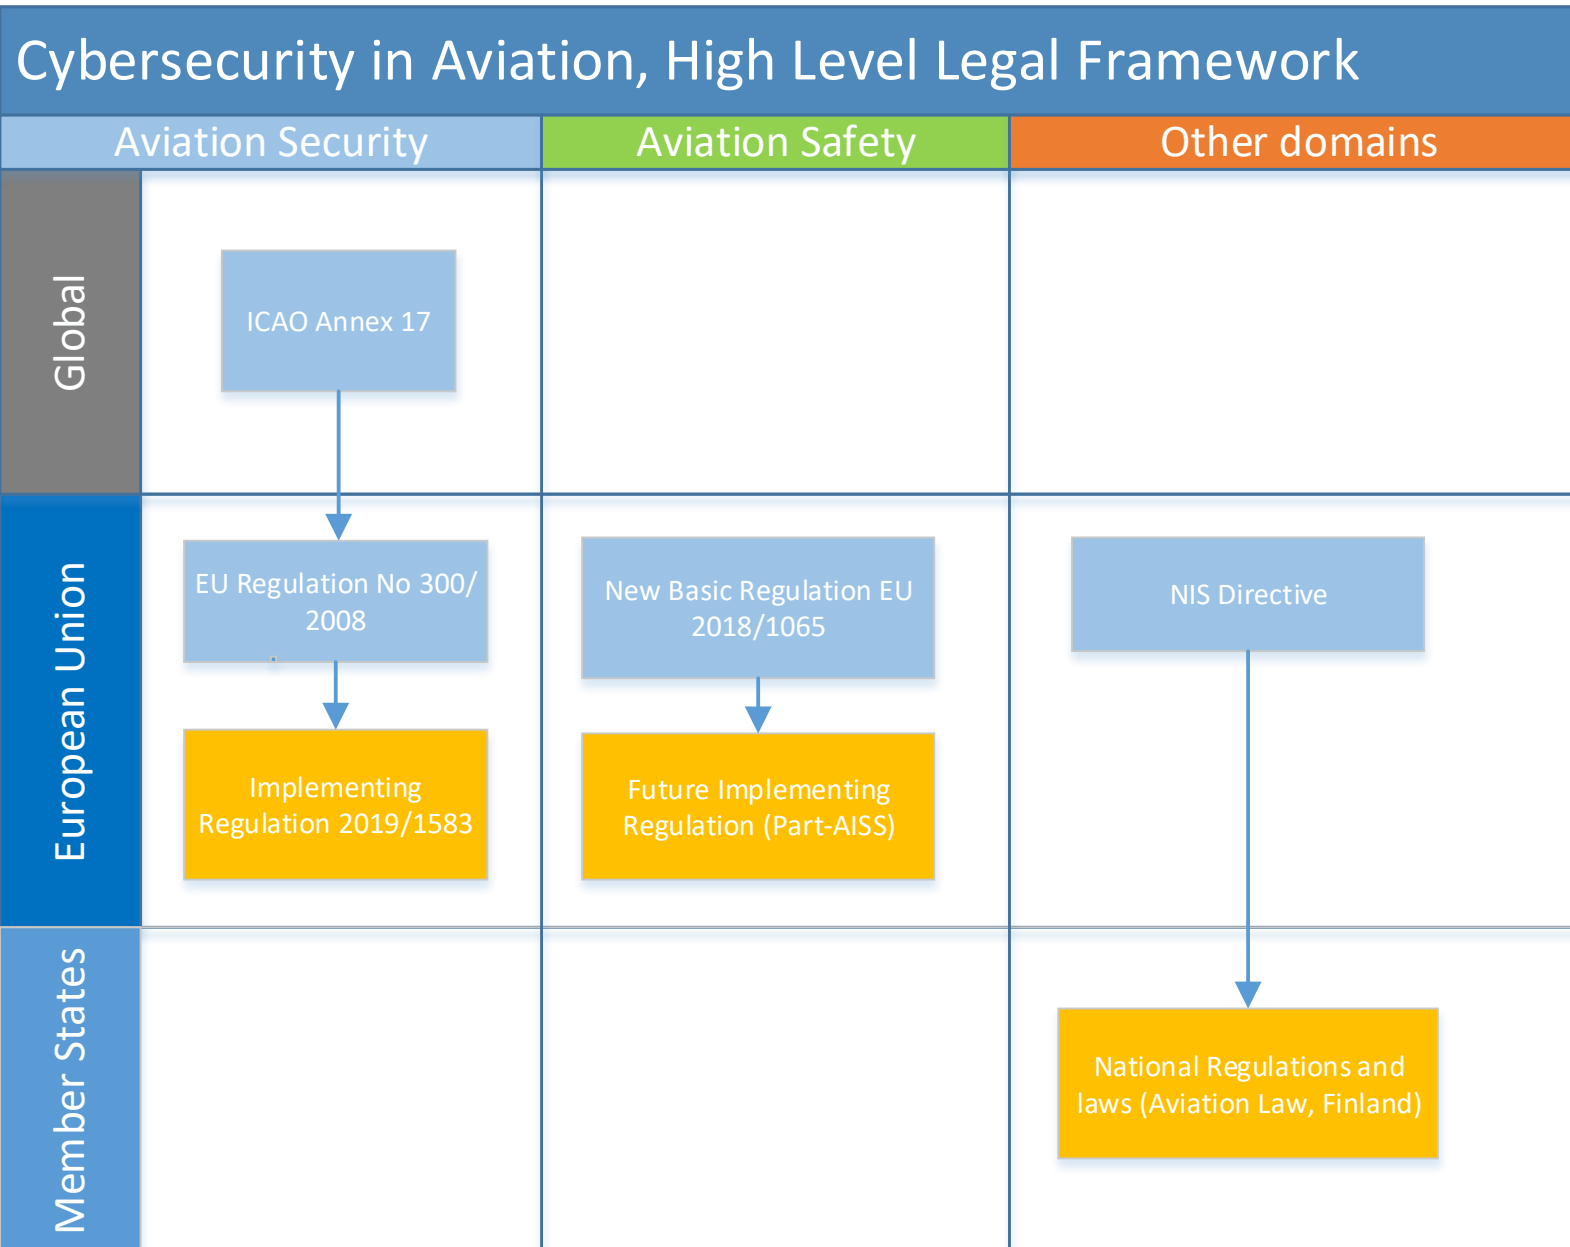 Cybersecurity in Aviation, High Level Legal Framework
Aviation Security
Aviation Safety
Other domains
Global
ICAO Annex 17
European Union
EU Regulation No 300/
2008
New Basic Regulation EU
2018/1065
NIS Directive
Implementing
Regulation 2019/1583
Future Implementing
Regulation (Part-AISS)
Member States
National Regulations and
laws (Aviation Law, Finland)